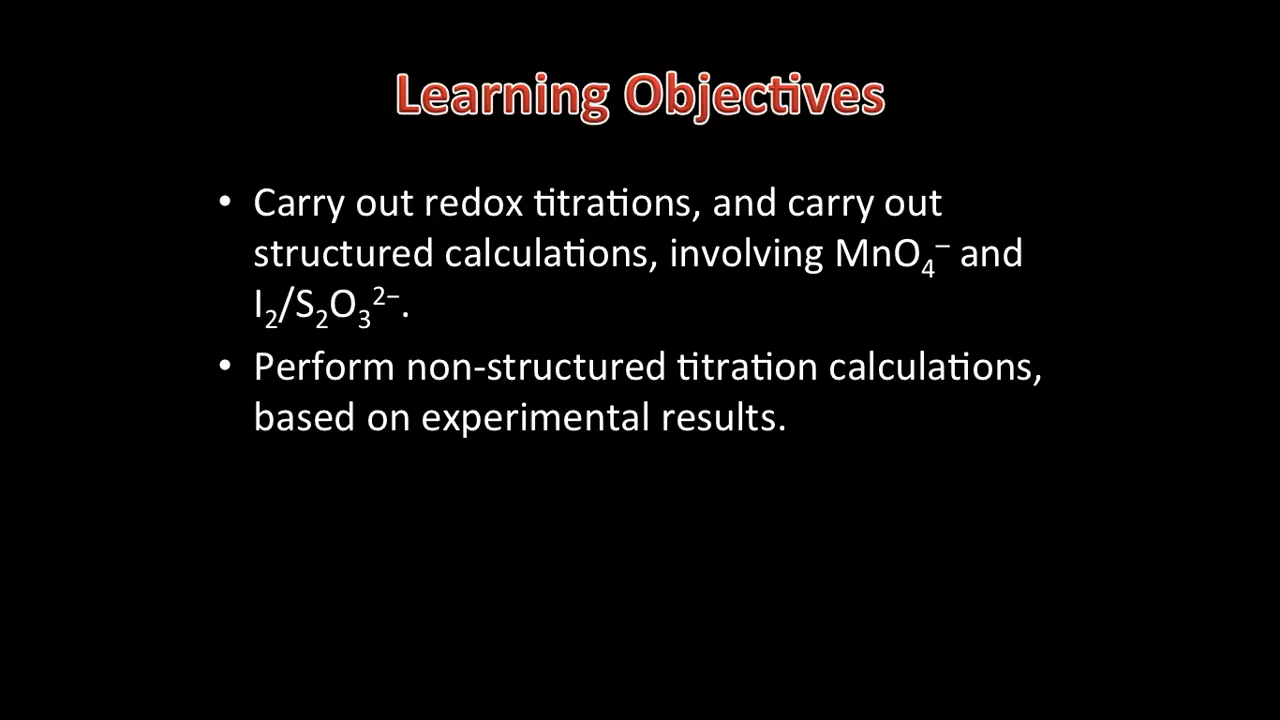 Learning Objectives
• Carry out redox titrations, and carry out
structured calculations, involving MnO₄⁻ and
I₂/S₂O₃²⁻.
• Perform non-structured titration calculations,
based on experimental results.